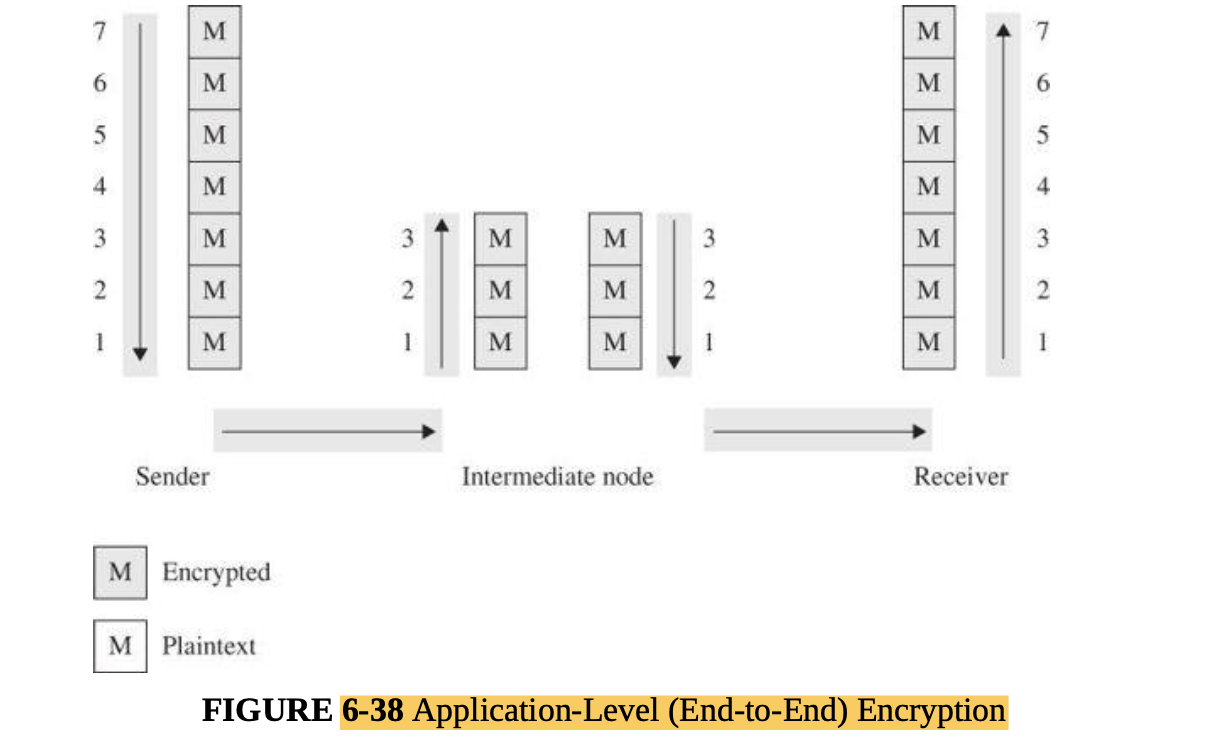 7 M M 7
6 M M 6
5 M M 5
4 M M 4
3 M 3 M M 3 M 3
2 M 2 M M 2 M 2
1 M 1 M M 1 M 1
Sender Intermediate node Receiver
M Encrypted
M Plaintext
FIGURE 6-38 Application-Level (End-to-End) Encryption